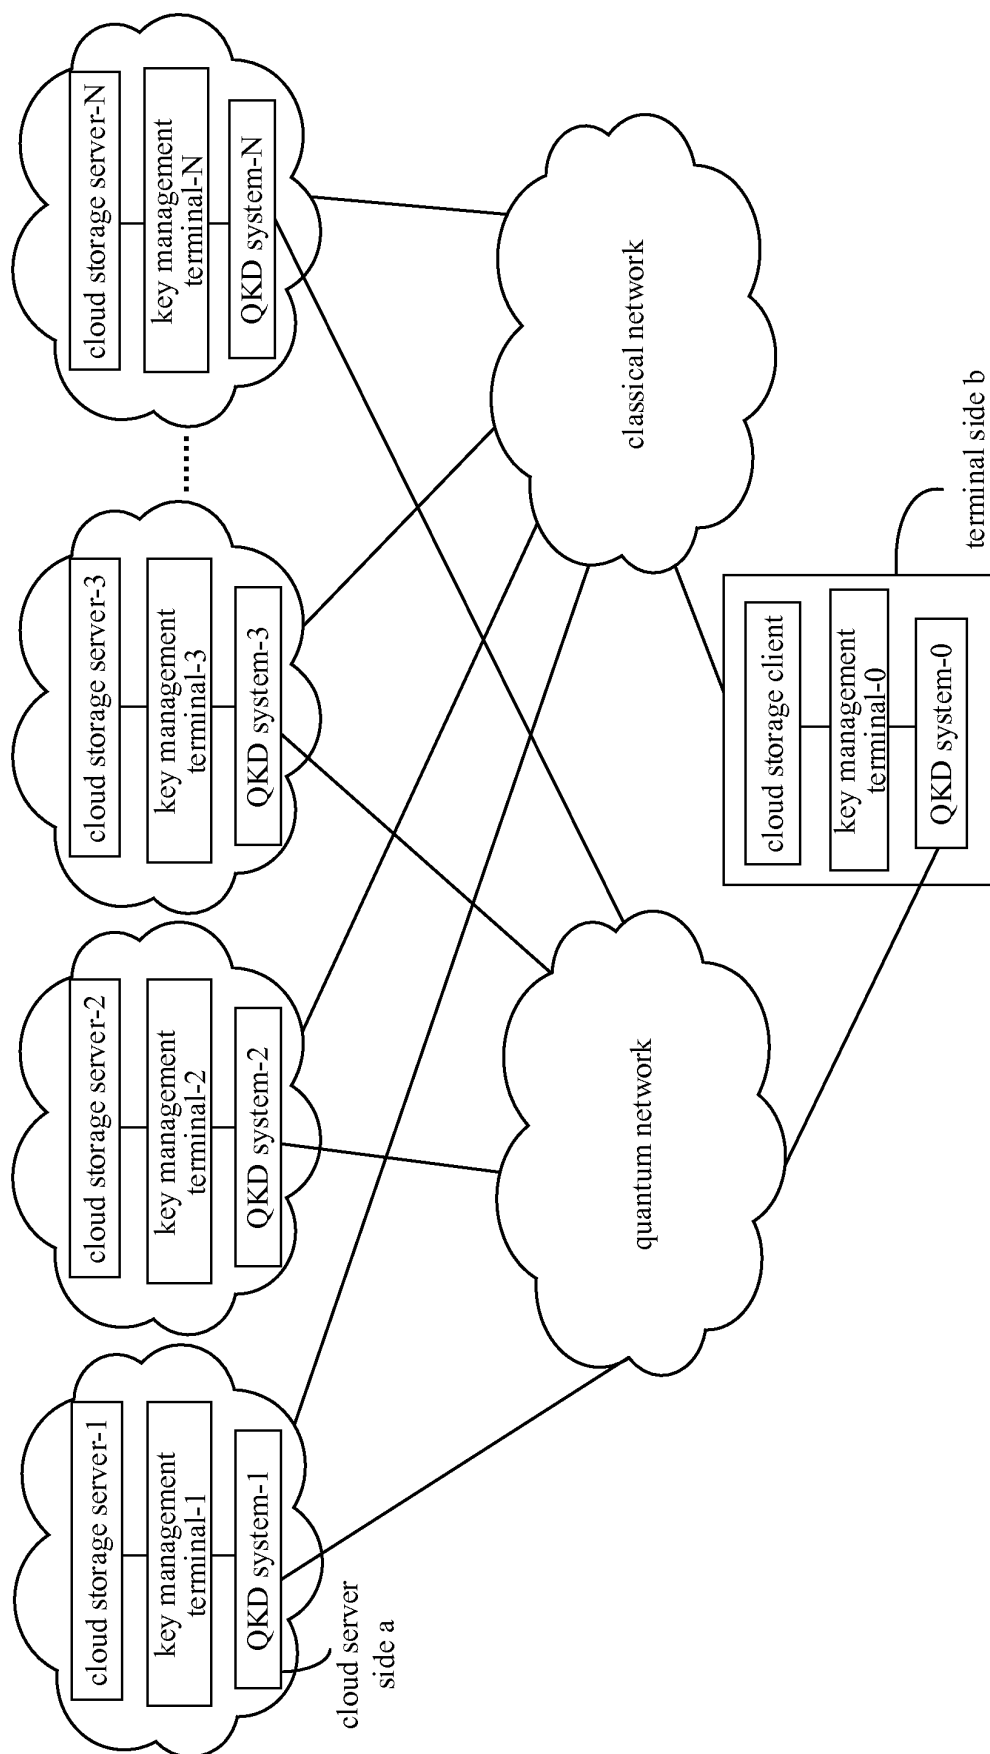 cloud storage server-1
key management
terminal-1
QKD system-1
cloud server
side a
cloud storage server-2
key management
terminal-2
QKD system-2
cloud storage server-3
key management
terminal-3
QKD system-3
cloud storage server-N
key management
terminal-N
QKD system-N
quantum network
classical network
cloud storage client
key management
terminal-0
QKD system-0
terminal side b